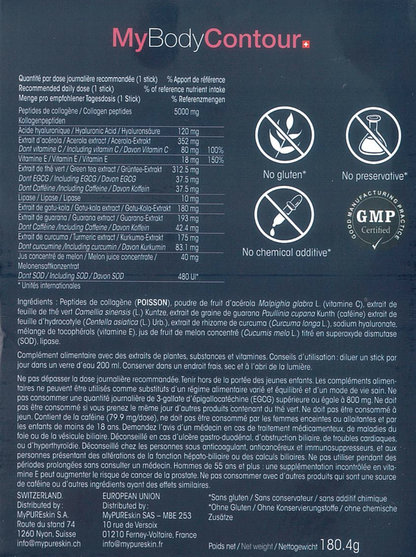 MyBodyContour
Quantité par dose journalière recommandée (1 stick) % Apport de référence
Recommended daily dose (1 stick) % of reference nutrient intake
Menge pro empfohlener Tagesdosis (1 Stick) % Referenzmengen
Peptides de collagène / Collagen peptides 5000 mg
Kollagenpeptiden
Acide hyaluronique / Hyaluronic Acid / Hyaluronsäure 120 mg
Extrait d'acérola / Acerola extract / Acerola-Extrakt 352 mg
Dont vitamine C / Including vitamin C / Davon Vitamin C 80 mg 100%
Vitamine E / Vitamin E / Vitamin E 18 mg 150%
Extrait de thé vert / Green tea extract / Grüntee-Extrakt 312.5 mg
Dont EGCG / Including EGCG / Davon EGCG 37.5 mg
Dont Caféine / Including Caffeine / Davon Koffein 37.5 mg
Lipase / Lipase / Lipase 10 mg
Extrait de gotu-kola / Gotu-kola extract / Gotu-Kola-Extrakt 180 mg
Extrait de guarana / Guarana extract / Guarana-Extrakt 193 mg
Dont Caféine / Including Caffeine / Davon Koffein 42.4 mg
Extrait de curcuma / Turmeric extract / Kurkuma-Extrakt 175 mg
Dont curcumine / Including curcumin / Davon Kurkumin 83.1 mg
Jus concentré de melon / Melon juice concentrate / 40 mg
Melonensaftkonzentrat
Dont SOD / Including SOD / Davon SOD 480 UI*
* Unités internationales
No gluten*
No preservative*
No chemical additive*
GOOD MANUFACTURING PRACTICE
GMP
Certified
Ingrédients : Peptides de collagène (POISSON), poudre de fruit d'acérola Malpighia glabra L. (vitamine C), extrait de
feuille de thé vert Camellia sinensis (L.) Kuntze, extrait de graine de guarana Paullinia cupana Kunth (caféine) extrait de
feuille d'hydrocotyle (Centella asiatica (L.) Urb.), extrait de rhizome de curcuma (Curcuma longa L.), sodium hyaluronate,
mélange de tocophérols (vitamine E), jus de fruit de melon concentré (Cucumis melo L.) titré en superoxyde dismutase
(SOD), lipase.
Complément alimentaire avec des extraits de plantes, substances et vitamines. Conseils d'utilisation : diluer un stick par
jour dans un verre d'eau 200 ml. Conserver dans un endroit frais, sec et à l'abri de la lumière.
Ne pas dépasser la dose journalière recommandée. Tenir hors de la portée des jeunes enfants. Les compléments alimen-
taires ne peuvent être utilisés comme substituts d'un régime alimentaire varié et équilibré et d'un mode de vie sain. Ne
pas consommer une quantité journalière de 3-gallate d'épigallocatéchine (EGCG) supérieure ou égale à 800 mg. Ne doit
pas être consommé si vous prenez le même jour d'autres produits contenant du thé vert. Ne doit pas être consommé à
jeun. Contient de la caféine (79.9 mg/dose), ne doit pas être consommé par les femmes enceintes ou allaitantes et par
les enfants de moins de 18 ans. Demandez l'avis d'un médecin en cas de traitement médicamenteux, de maladies du
foie ou de la vésicule biliaire. Déconseillé en cas d'ulcère gastro-duodénal, d'obstruction biliaire, de troubles cardiaques,
ou d'hyperthyroïdie. Déconseillé chez les personnes sous anticoagulant, anticancéreux et immunosuppresseurs, et aux
personnes présentant des altérations de la fonction hépato-biliaire ou des calculs biliaires. Ne pas utiliser pendant des
périodes prolongées sans consulter un médecin. Hommes de 55 ans et plus : une supplémentation incontrôlée en vita-
mine E peut augmenter le risque de cancer de la prostate. Ne pas consommer avec d'autres produits qui sont une source
de caféine ou d'autres ingrédients ayant des effets similaires.
SWITZERLAND.
Distributed by :
MyPUREskin S.A.
Route du stand 74
1260 Nyon, Suisse
info@mypureskin.ch
EUROPEAN UNION
Distributed by :
MyPUREskin SAS – MBE 253
10 rue de Versoix
01210 Ferney-Voltaire, France
info@mypureskin.ch
*Sans gluten / Sans conservateur / sans additif chimique
*Ohne Gluten / Ohne Konservierungsstoffe / ohne chemische
Zusätze
Poids net / Net weight / Nettogewicht 180.4g